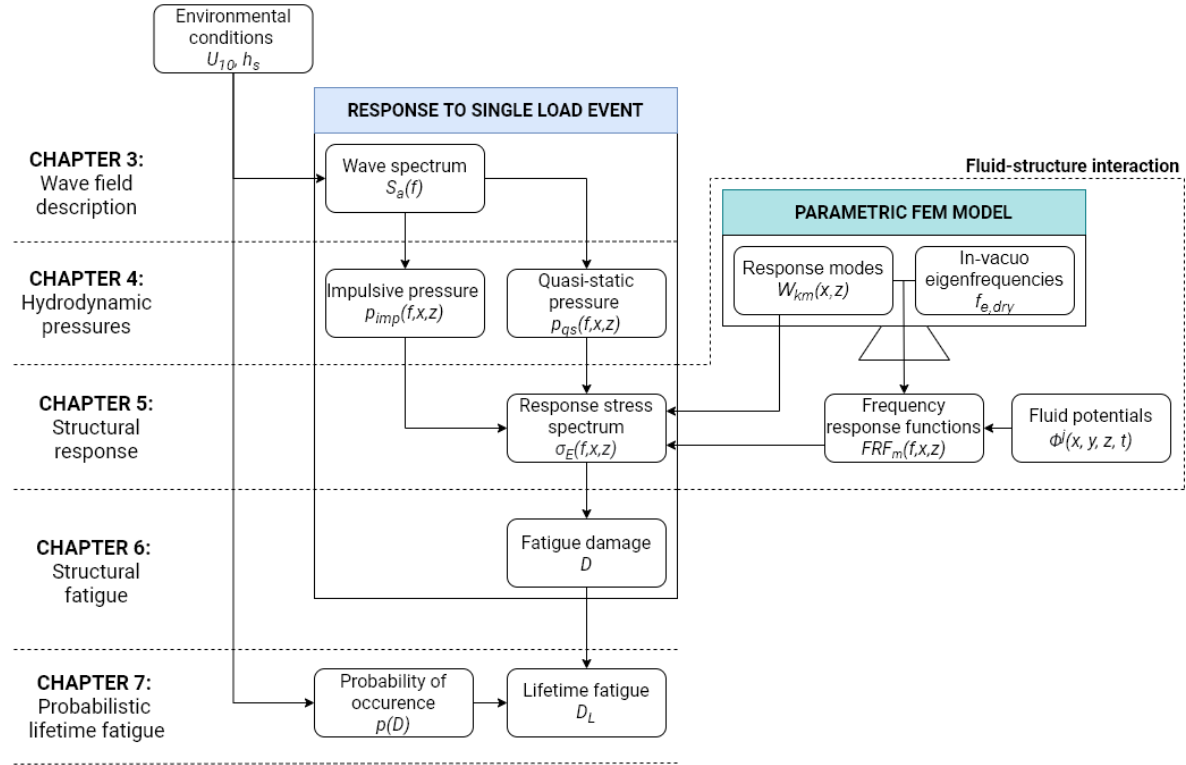 Environmental
conditions
U10, hs
RESPONSE TO SINGLE LOAD EVENT
CHAPTER 3:
Wave field
description
Wave spectrum
Sa(f)
Fluid-structure interaction
PARAMETRIC FEM MODEL
CHAPTER 4:
Hydrodynamic
pressures
Impulsive pressure
pimp(f,x,z)
Quasi-static
pressure
pqs(f,x,z)
Response modes
Wkm(x,z)
In-vacuo
eigenfrequencies
fe,dry
CHAPTER 5:
Structural
response
Response stress
spectrum
σE(f,x,z)
Frequency
response functions
FRFm(f,x,z)
Fluid potentials
Φj(x, y, z, t)
CHAPTER 6:
Structural
fatigue
Fatigue damage
D
CHAPTER 7:
Probabilistic
lifetime fatigue
Probability of
occurence
p(D)
Lifetime fatigue
DL